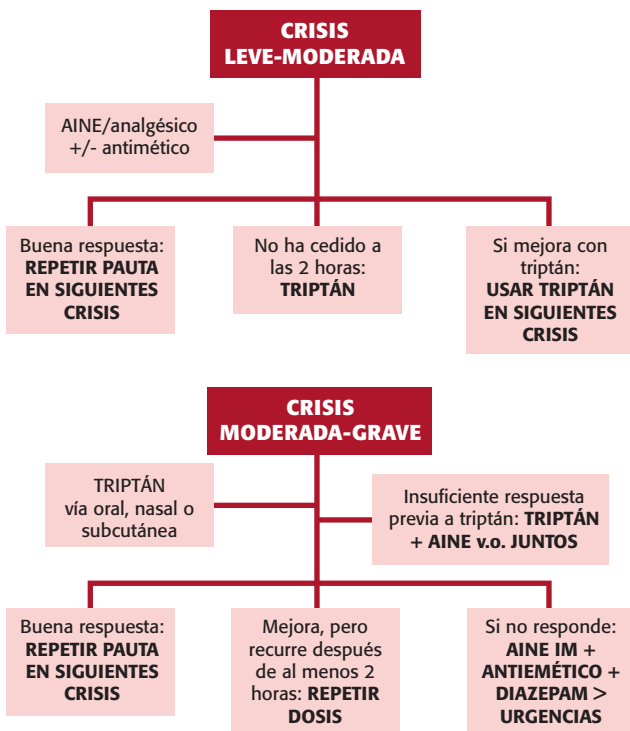 CRISIS
LEVE-MODERADA
AINE/analgésico
+/- antimético
Buena respuesta:
REPETIR PAUTA
EN SIGUIENTES
CRISIS
No ha cedido a
las 2 horas:
TRIPTÁN
Si mejora con
triptán:
USAR TRIPTÁN
EN SIGUIENTES
CRISIS
CRISIS
MODERADA-GRAVE
TRIPTÁN
vía oral, nasal o
subcutánea
Insuficiente respuesta
previa a triptán: TRIPTÁN
+ AINE v.o. JUNTOS
Buena respuesta:
REPETIR PAUTA
EN SIGUIENTES
CRISIS
Mejora, pero
recurre después
de al menos 2
horas: REPETIR
DOSIS
Si no responde:
AINE IM +
ANTIEMÉTICO +
DIAZEPAM >
URGENCIAS